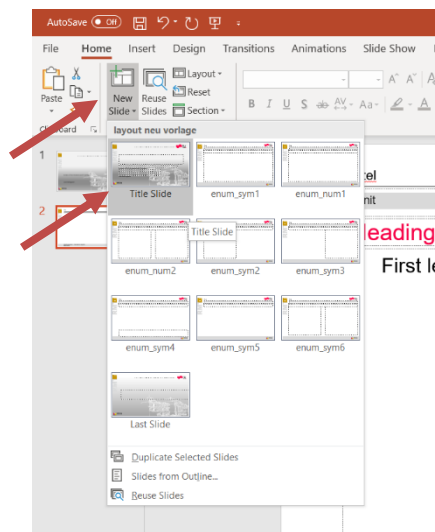 AutoSave Off
File Home Insert Design Transitions Animations Slide Show
Paste
New Slide
Reuse Slides
Layout
Reset
Section
B I U S ab AV Aa A
A A A
layout neu vorlage
1
2
Title Slide enum_sym1 enum_num1
Title Slide
enum_num2 enum_sym2 enum_sym3
enum_sym4 enum_sym5 enum_sym6
Last Slide
Duplicate Selected Slides
Slides from Outline...
Reuse Slides
eading
First le